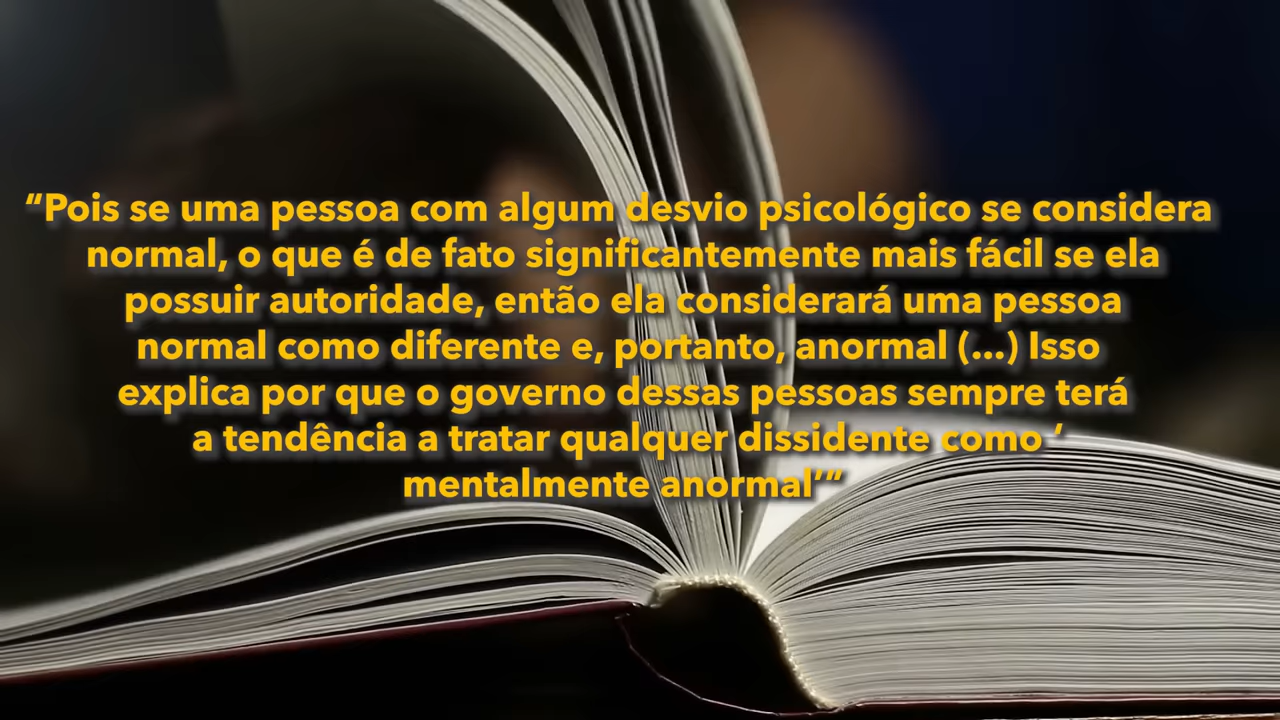 “Pois se uma pessoa com algum desvio psicológico se considera
normal, o que é de fato significantemente mais fácil se ela
possuir autoridade, então ela considerará uma pessoa
normal como diferente e, portanto, anormal (...) Isso
explica por que o governo dessas pessoas sempre terá
a tendência a tratar qualquer dissidente como ‘
mentalmente anormal’”